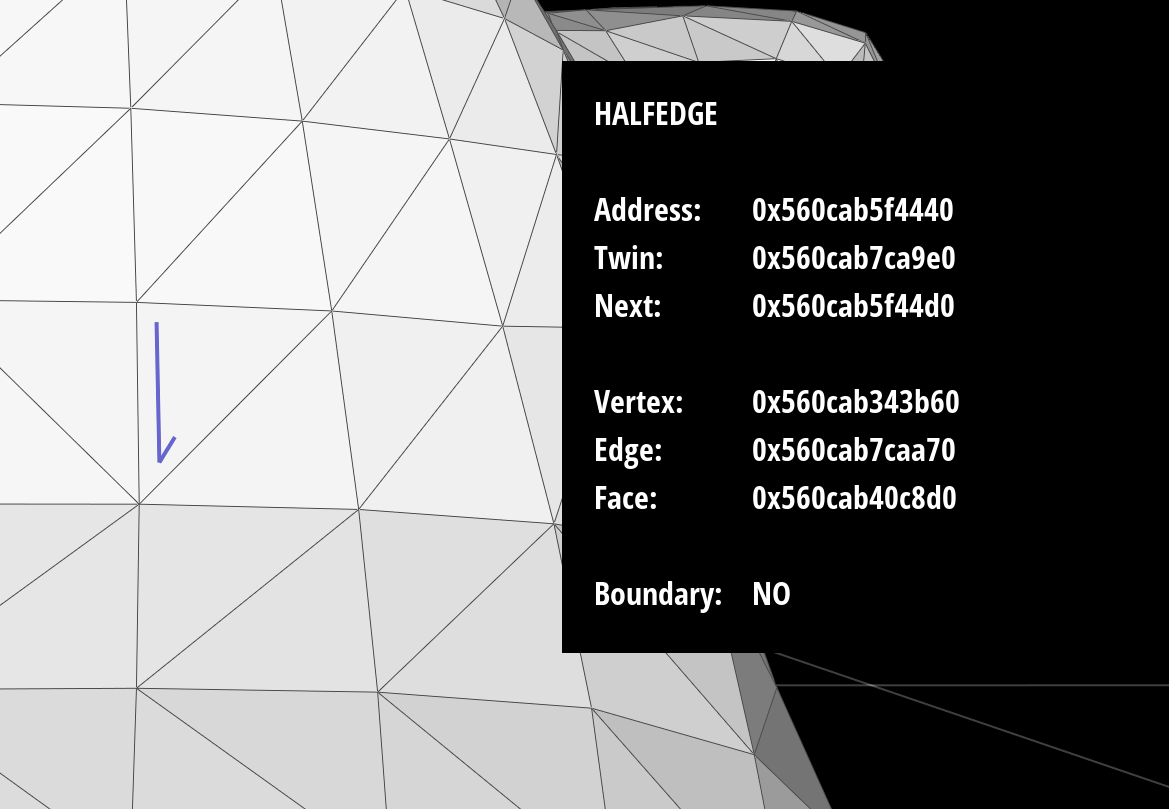 HALFEDGE
Address: 0x560cab5f4440
Twin: 0x560cab7ca9e0
Next: 0x560cab5f44d0
Vertex: 0x560cab343b60
Edge: 0x560cab7caa70
Face: 0x560cab40c8d0
Boundary: NO